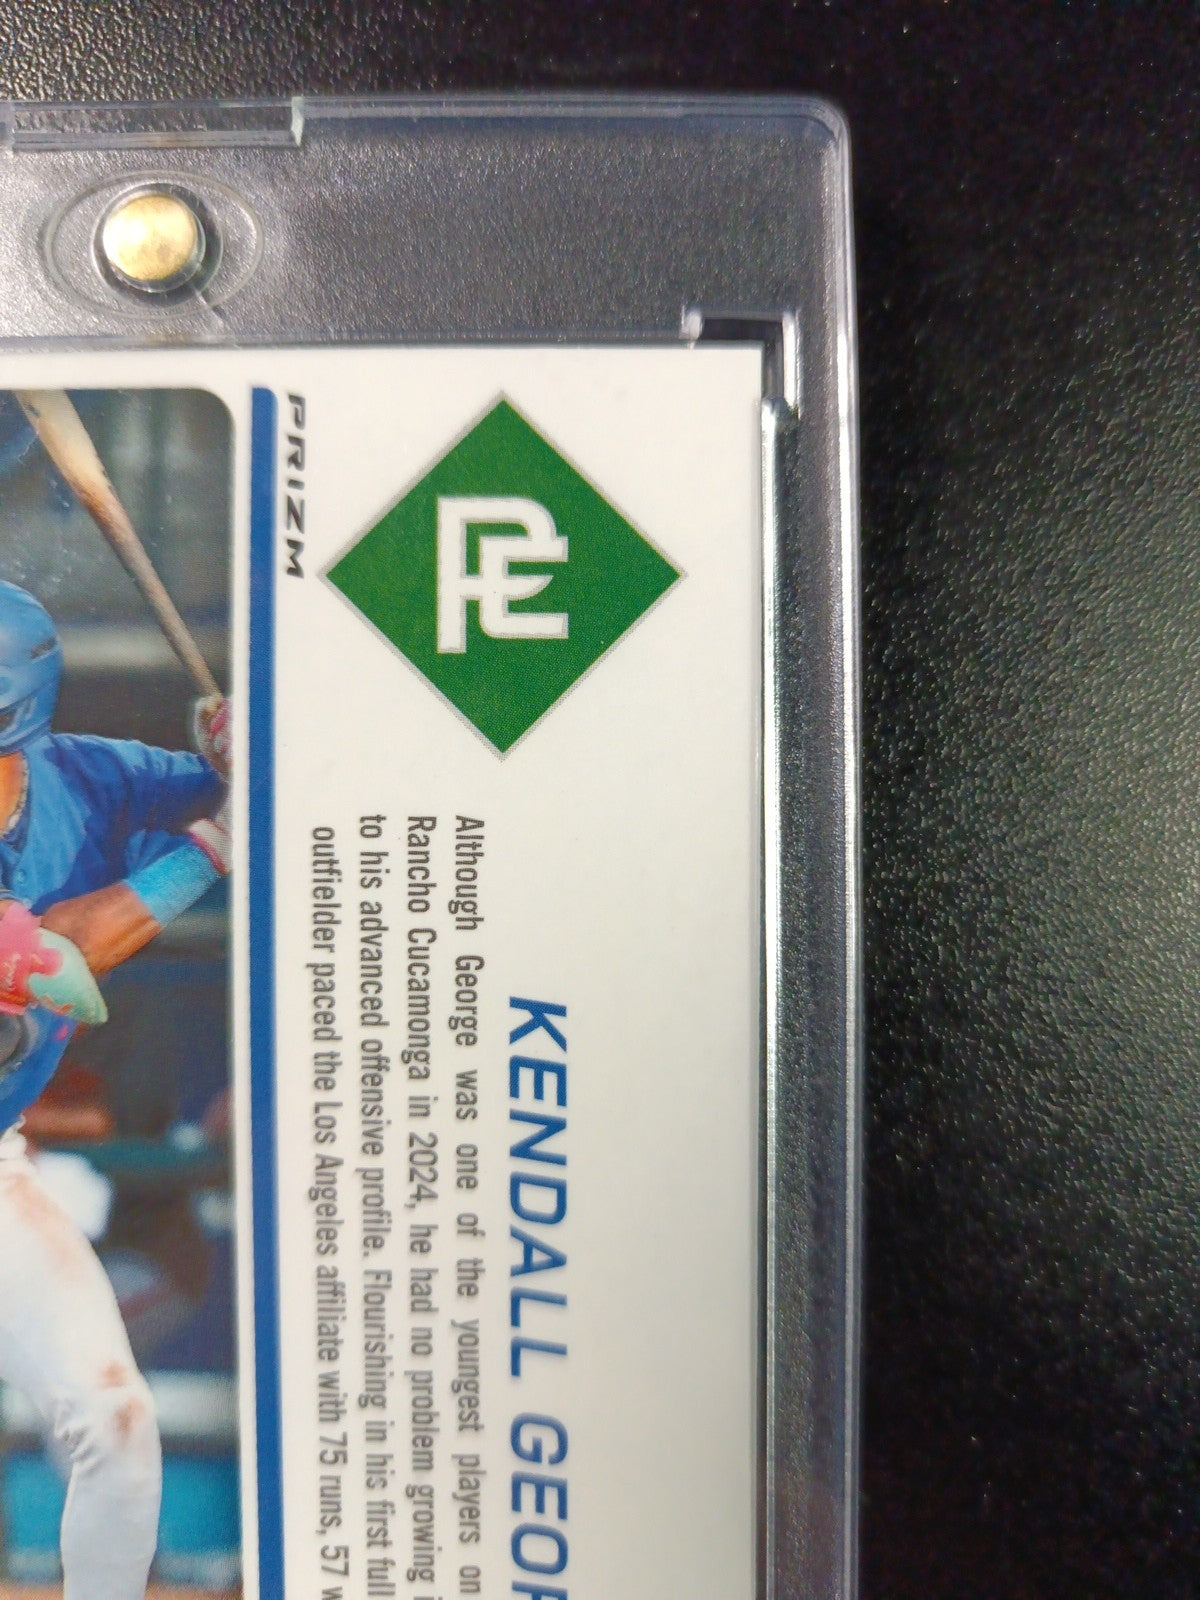 KENDALL GEOR
Although George was one of the youngest players on
Rancho Cucamonga in 2024, he had no problem growing
to his advanced offensive profile. Flourishing in his first full
outfielder paced the Los Angeles affiliate with 75 runs, 57
PRIZM